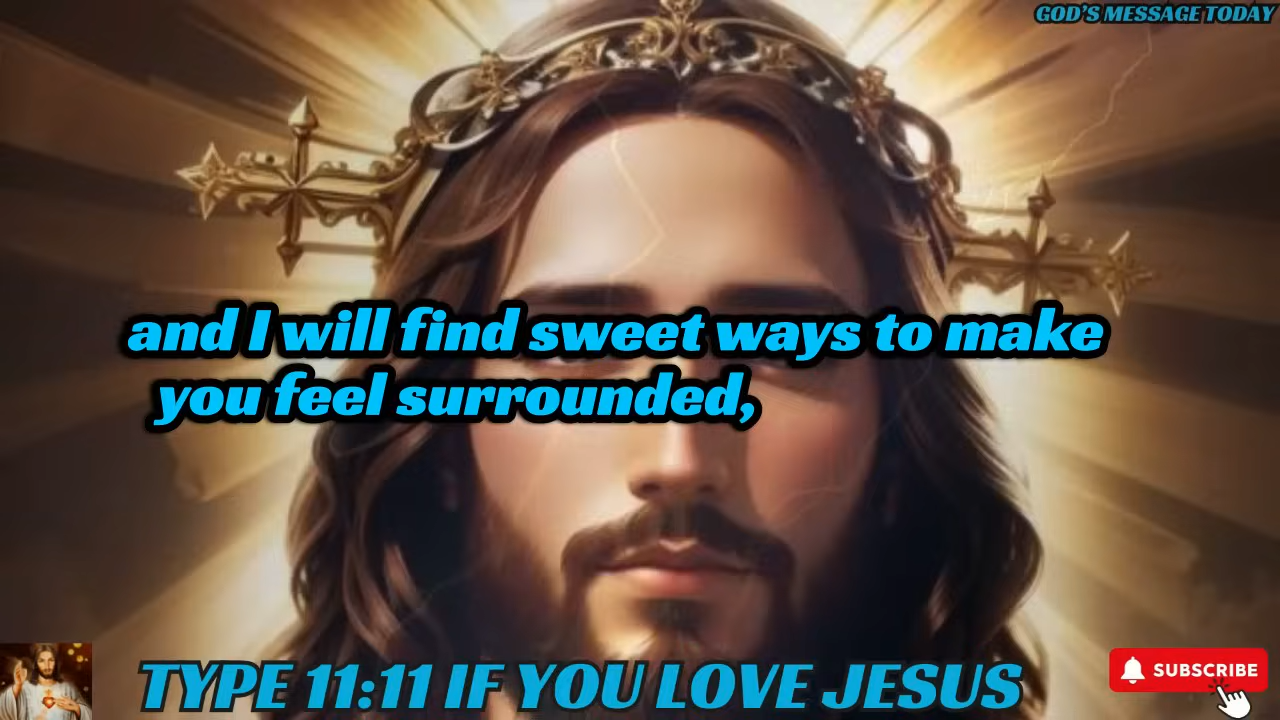 GOD'S MESSAGE TODAY
and I will find sweet ways to make
you feel surrounded,
TYPE 11:11 IF YOU LOVE JESUS
SUBSCRIBE